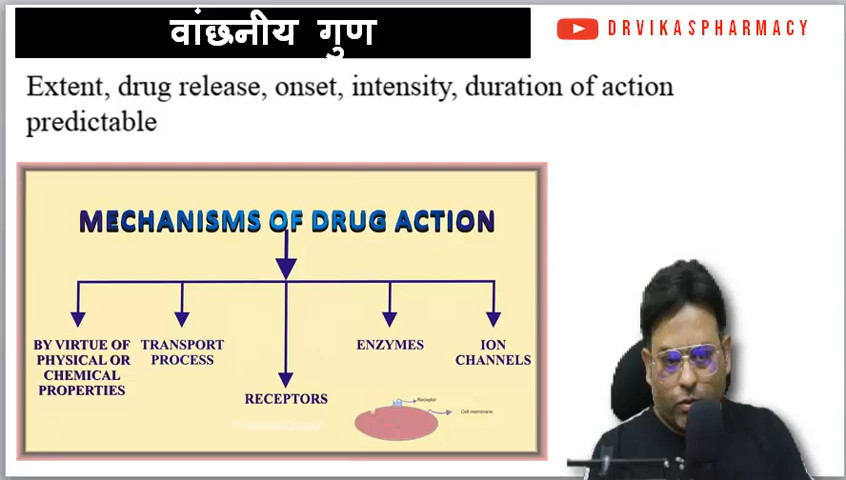 वांछनीय गुण
DRVIKASPHARMACY
Extent, drug release, onset, intensity, duration of action
predictable
MECHANISMS OF DRUG ACTION
BY VIRTUE OF
PHYSICAL OR
CHEMICAL
PROPERTIES
TRANSPORT
PROCESS
RECEPTORS
ENZYMES
ION
CHANNELS
Receptor
Cell membrane